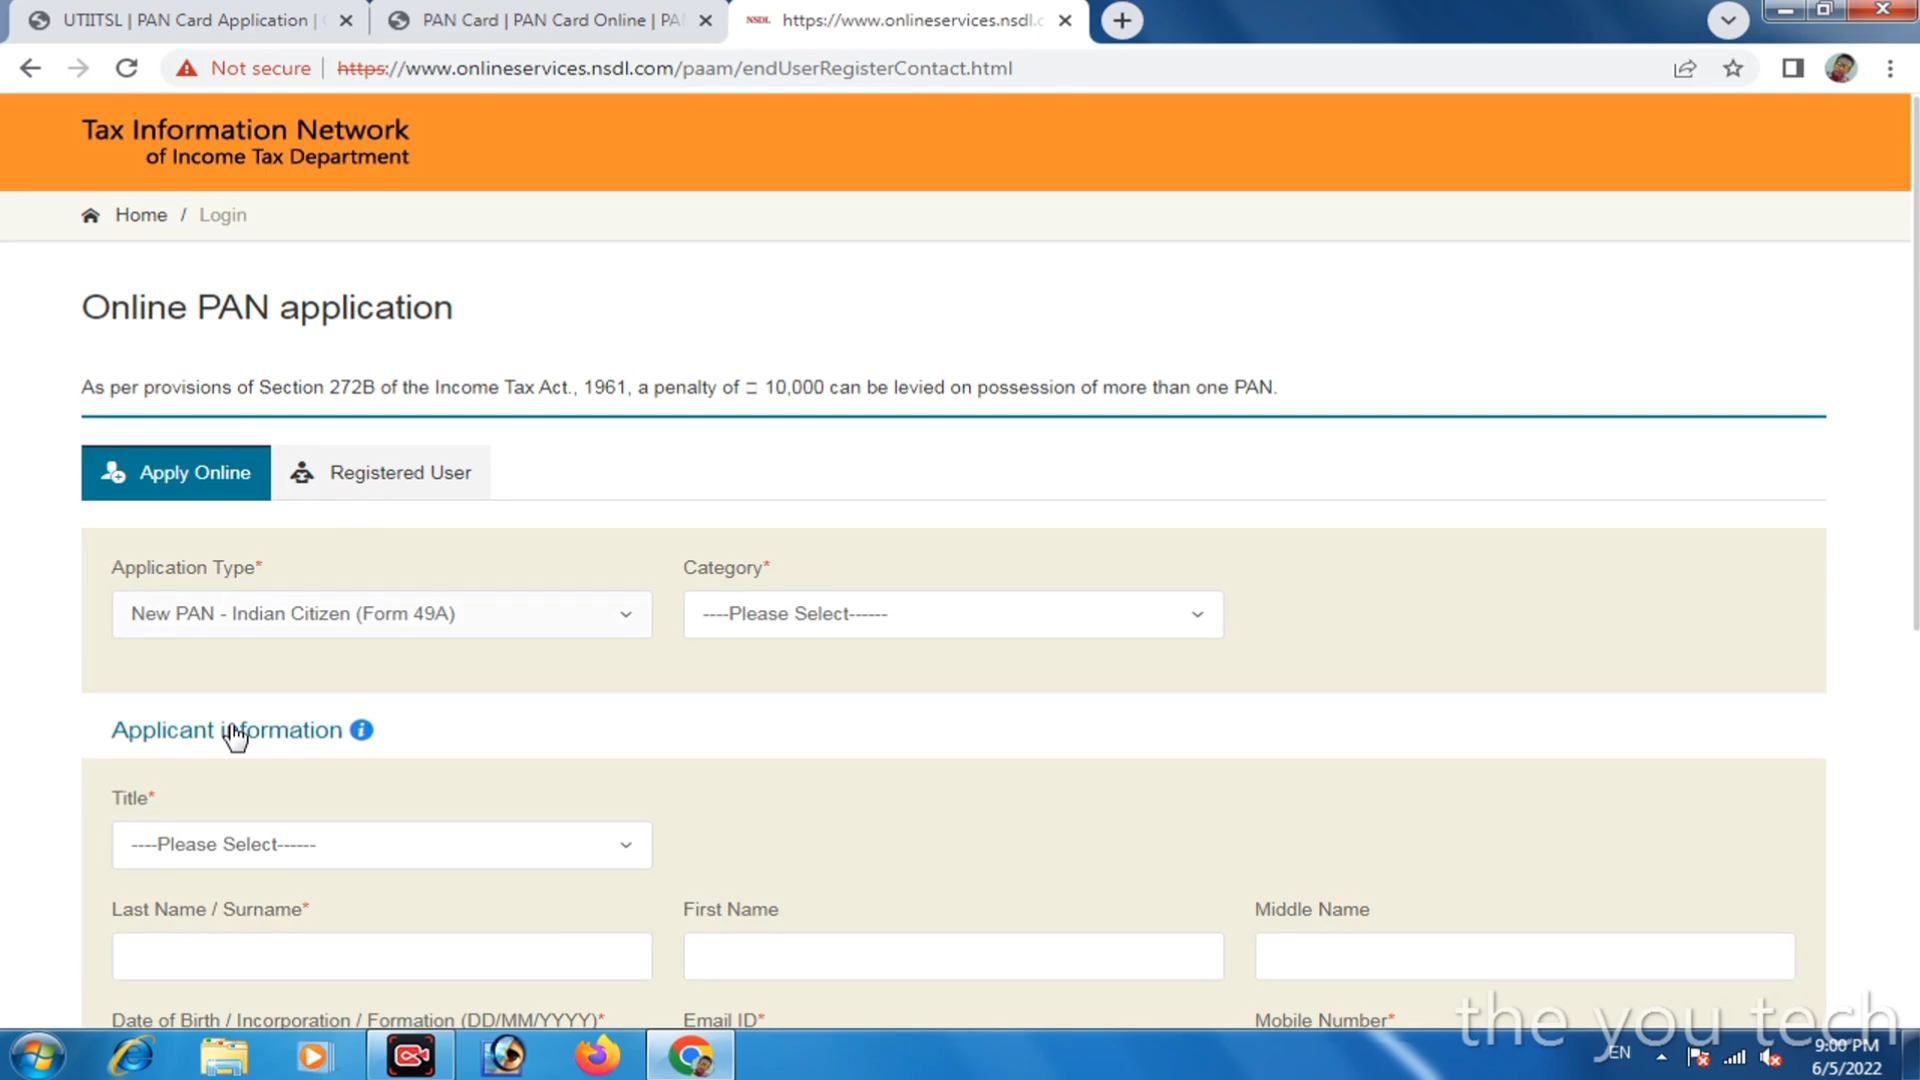 UTIITSL | PAN Card Application |
PAN Card | PAN Card Online | PA
NSDL https://www.onlineservices.nsdl.c
Not secure | https://www.onlineservices.nsdl.com/paam/endUserRegisterContact.html
Tax Information Network
of Income Tax Department
Home / Login
Online PAN application
As per provisions of Section 272B of the Income Tax Act., 1961, a penalty of □ 10,000 can be levied on possession of more than one PAN.
Apply Online Registered User
Application Type* Category*
New PAN - Indian Citizen (Form 49A) ----Please Select------
Applicant information i
Title*
----Please Select------
Last Name / Surname* First Name Middle Name
Date of Birth / Incorporation / Formation (DD/MM/YYYY)* Email ID* Mobile Number*
the you tech
EN 9:00 PM
6/5/2022